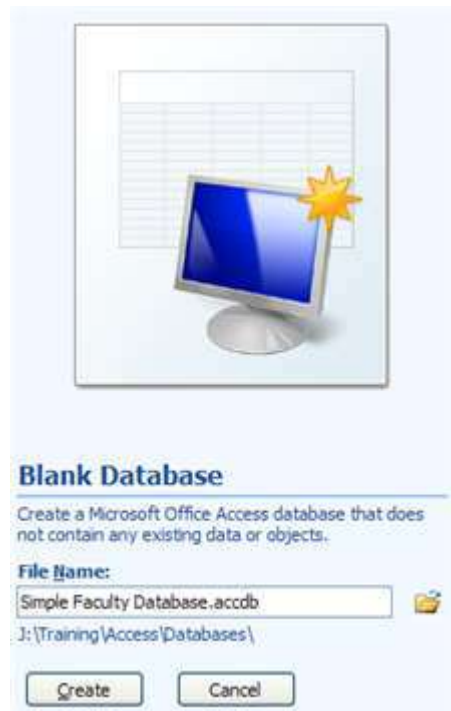 Blank Database
Create a Microsoft Office Access database that does
not contain any existing data or objects.
File Name:
Simple Faculty Database.accdb
J:\Training\Access\Databases\
Create
Cancel